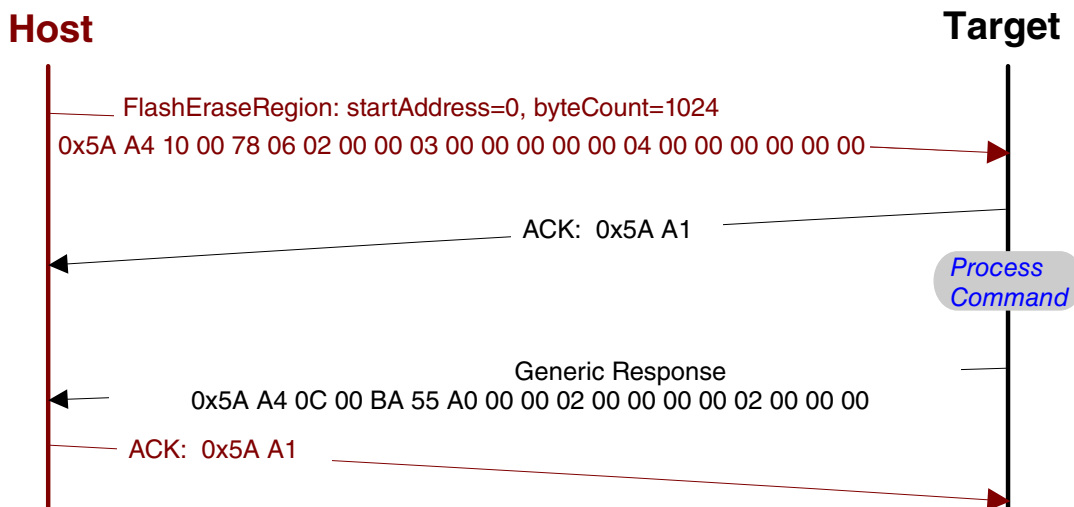 Host
Target
FlashEraseRegion: startAddress=0, byteCount=1024
0x5A A4 10 00 78 06 02 00 00 03 00 00 00 00 00 04 00 00 00 00 00 00
ACK: 0x5A A1
Process
Command
Generic Response
0x5A A4 0C 00 BA 55 A0 00 00 02 00 00 00 00 02 00 00 00
ACK: 0x5A A1